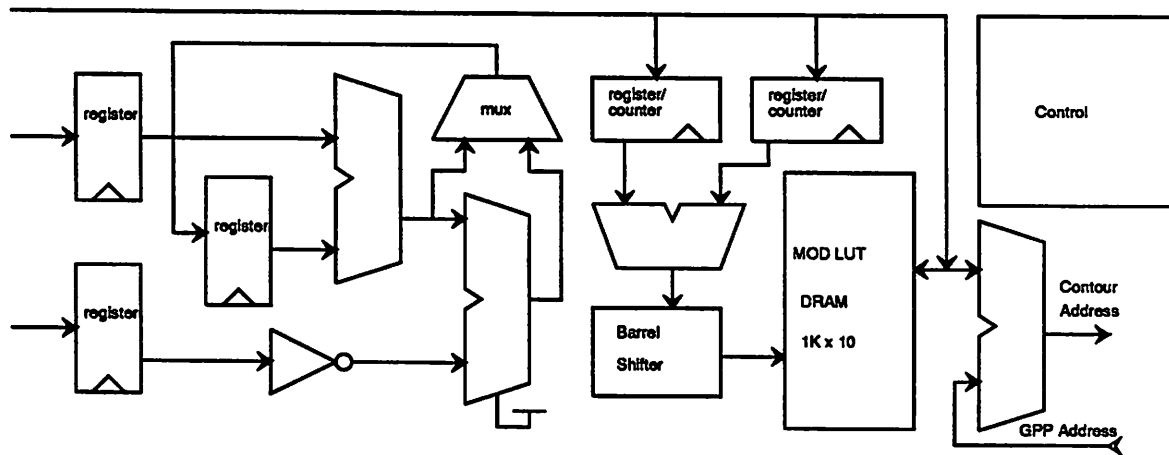 register
mux
register/
counter
register/
counter
Control
register
MOD LUT
DRAM
1K x 10
Contour
Address
register
Barrel
Shifter
GPP Address